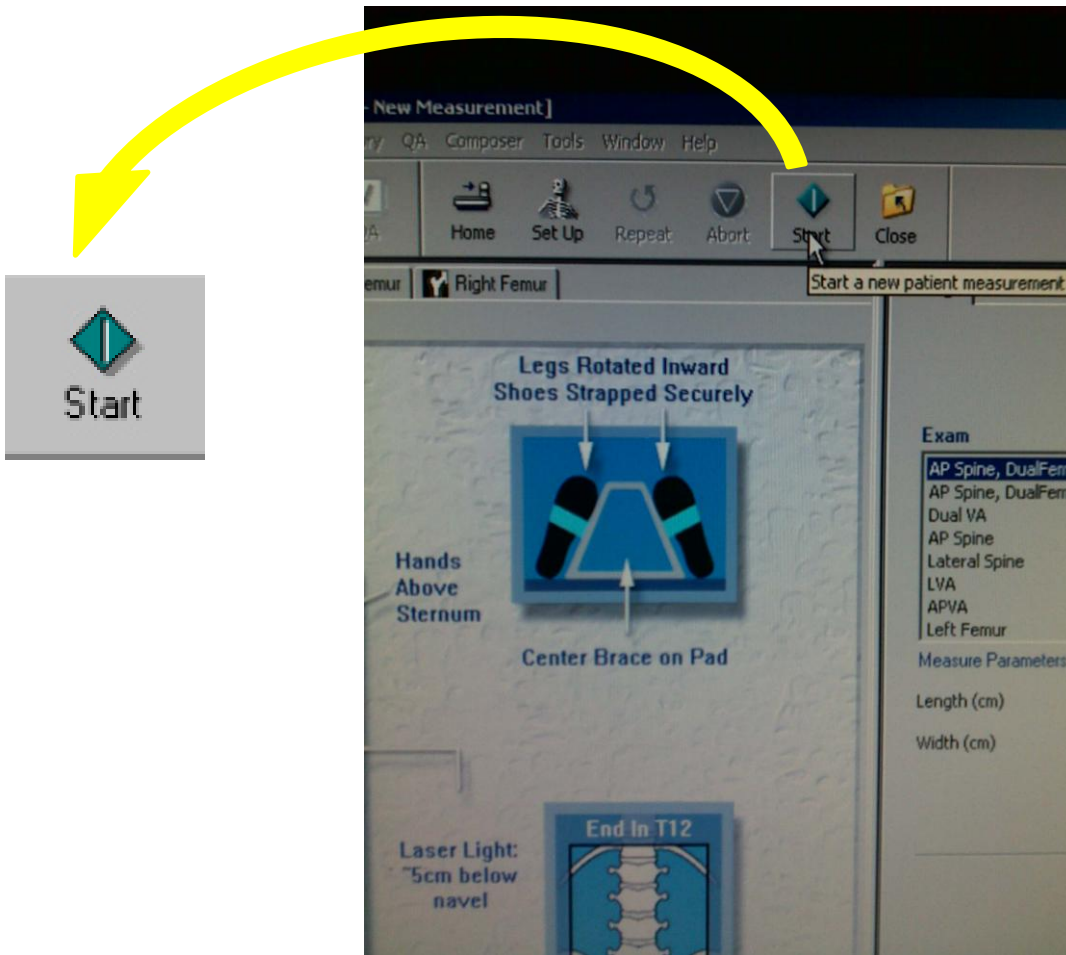 - New Measurement]
QA Composer Tools Window Help
Home Set Up Repeat Abort Start Close
Start a new patient measurement
Right Femur
Start
Legs Rotated Inward
Shoes Strapped Securely
Hands
Above
Sternum
Center Brace on Pad
End In T12
Laser Light:
~5cm below
navel
Exam
AP Spine, DualFem
AP Spine, DualFem
Dual VA
AP Spine
Lateral Spine
LVA
APVA
Left Femur
Measure Parameters
Length (cm)
Width (cm)